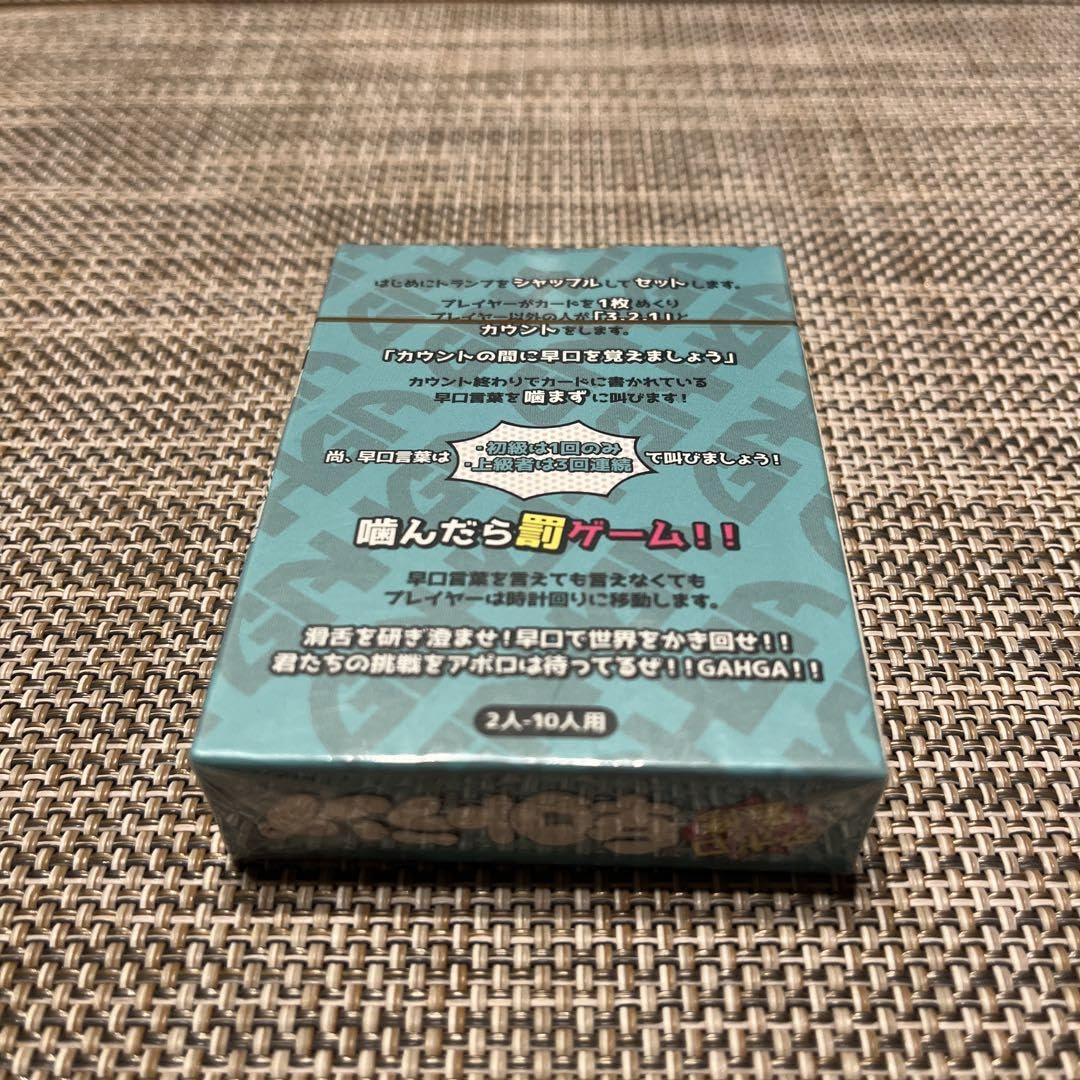 はじめにトランプをシャッフルしてセットします。
プレイヤーがカードを1枚めくり
プレイヤー以外の人が「3.2.1」と
カウントをします。
「カウントの間に早口を覚えましょう」
カウント終わりでカードに書かれている
早口言葉を噛まずに叫びます!
尚、早口言葉は
・初級は1回のみ
・上級者は3回連続
で叫びましょう!
噛んだら罰ゲーム!!
早口言葉を言えても言えなくても
プレイヤーは時計回りに移動します。
滑舌を研ぎ澄ませ!早口で世界をかき回せ!!
君たちの挑戦をアポロは待ってるぜ!!GAHGA!!
2人-10人用